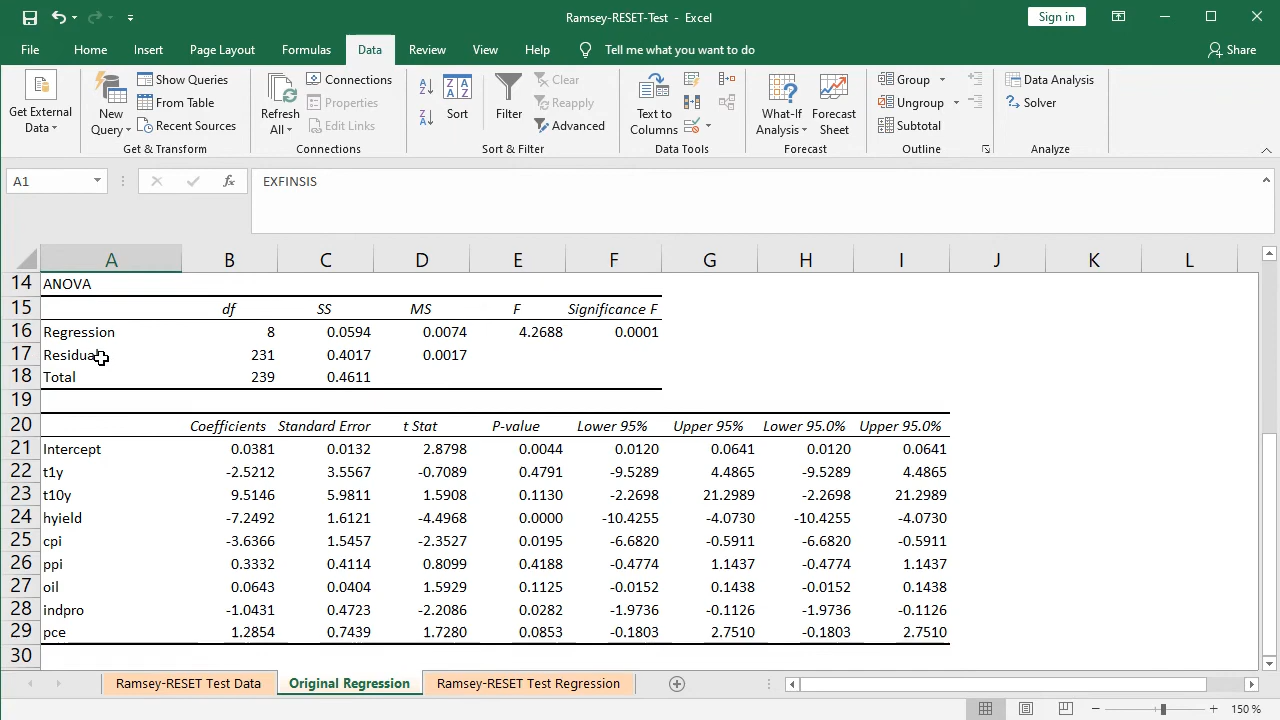 Ramsey-RESET-Test - Excel
Sign in
File Home Insert Page Layout Formulas Data Review View Help Tell me what you want to do Share
Get External Data
New Query
Show Queries
From Table
Recent Sources
Get & Transform
Refresh All
Connections
Properties
Edit Links
Connections
Sort
Filter
Clear
Reapply
Advanced
Sort & Filter
Text to Columns
Data Tools
What-If Analysis
Forecast Sheet
Forecast
Group
Ungroup
Subtotal
Outline
Data Analysis
Solver
Analyze
A1 fx EXFINSIS
A B C D E F G H I J K L
14 ANOVA
15 df SS MS F Significance F
16 Regression 8 0.0594 0.0074 4.2688 0.0001
17 Residual 231 0.4017 0.0017
18 Total 239 0.4611
19
20 Coefficients Standard Error t Stat P-value Lower 95% Upper 95% Lower 95.0% Upper 95.0%
21 Intercept 0.0381 0.0132 2.8798 0.0044 0.0120 0.0641 0.0120 0.0641
22 t1y -2.5212 3.5567 -0.7089 0.4791 -9.5289 4.4865 -9.5289 4.4865
23 t10y 9.5146 5.9811 1.5908 0.1130 -2.2698 21.2989 -2.2698 21.2989
24 hyield -7.2492 1.6121 -4.4968 0.0000 -10.4255 -4.0730 -10.4255 -4.0730
25 cpi -3.6366 1.5457 -2.3527 0.0195 -6.6820 -0.5911 -6.6820 -0.5911
26 ppi 0.3332 0.4114 0.8099 0.4188 -0.4774 1.1437 -0.4774 1.1437
27 oil 0.0643 0.0404 1.5929 0.1125 -0.0152 0.1438 -0.0152 0.1438
28 indpro -1.0431 0.4723 -2.2086 0.0282 -1.9736 -0.1126 -1.9736 -0.1126
29 pce 1.2854 0.7439 1.7280 0.0853 -0.1803 2.7510 -0.1803 2.7510
30
Ramsey-RESET Test Data Original Regression Ramsey-RESET Test Regression
150 %